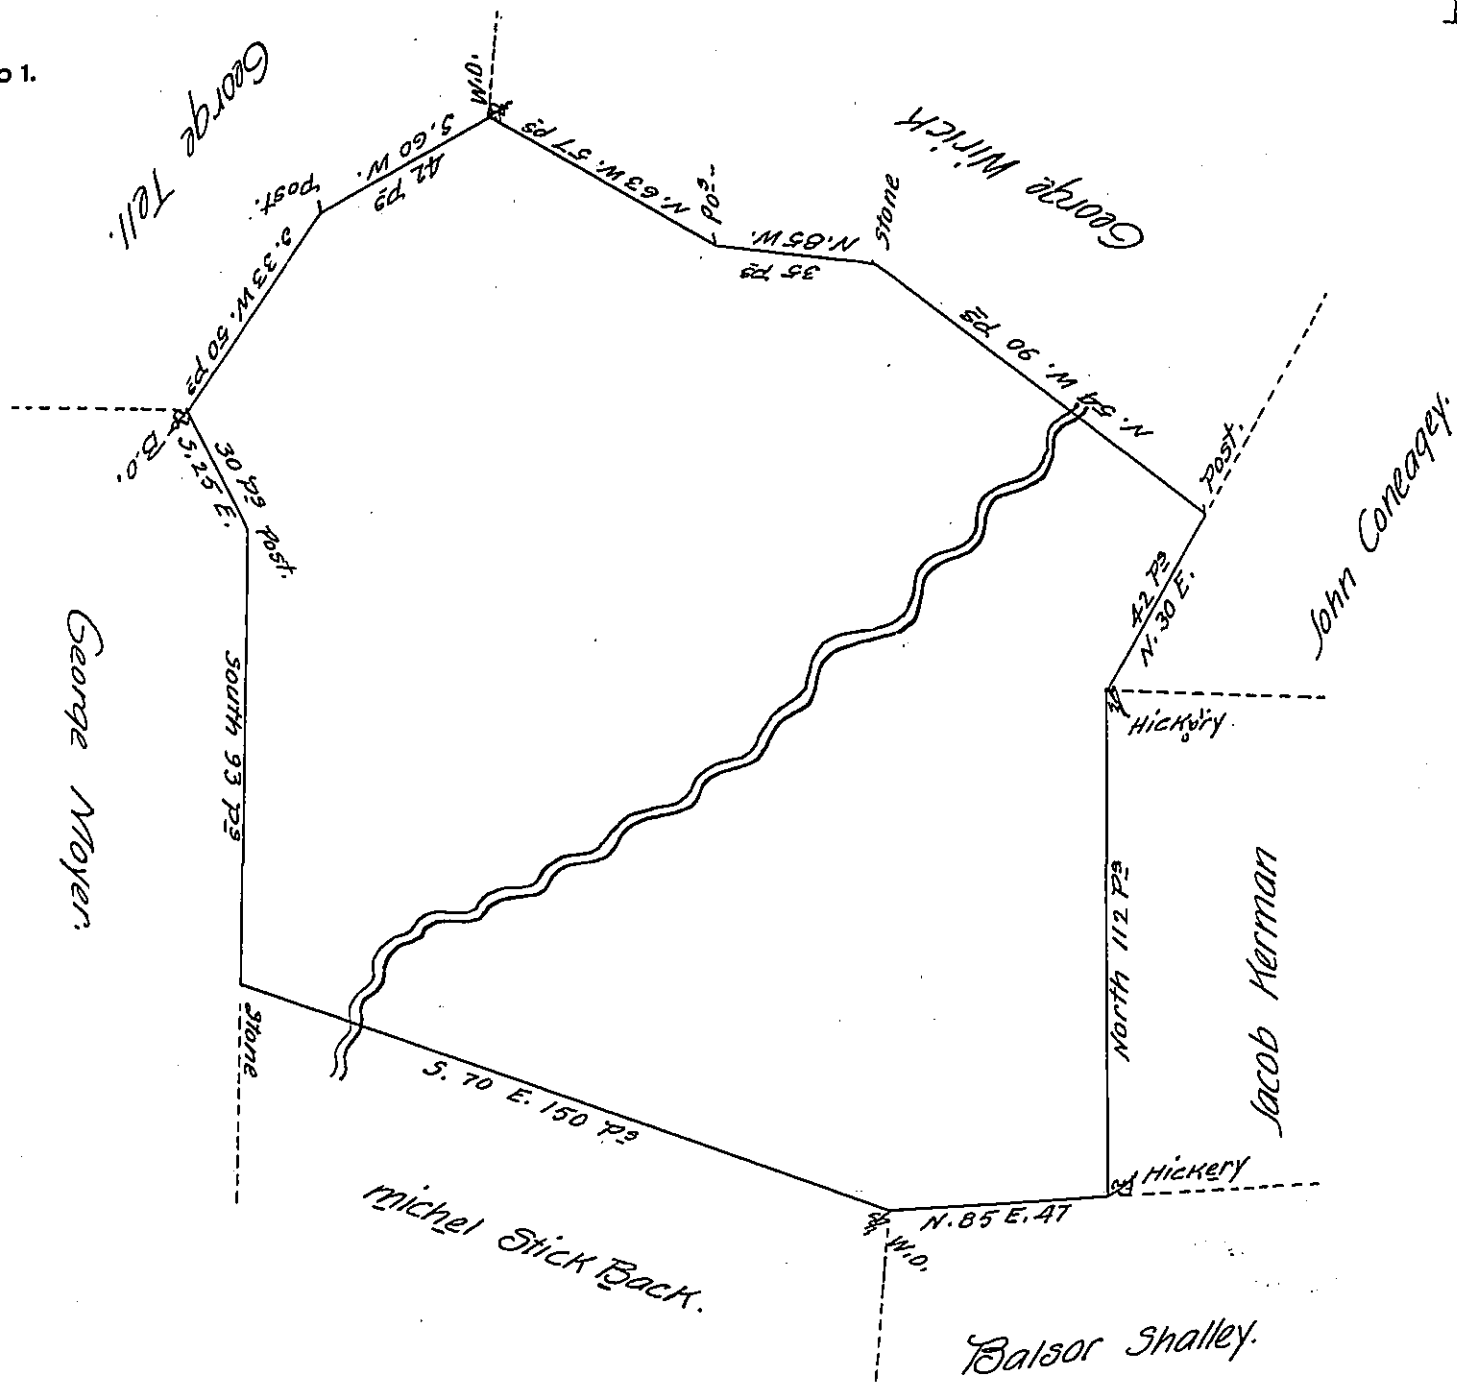 o 1.
George Tell.
W.O.
S. 60 W.
42 Ps
Post.
S. 33 W. 50 Ps
B.O.
30 Ps
S. 25 E.
Post.
South 93 Ps
George Moyer.
Stone
S. 70 E. 150 Ps
Michel Stick Back.
W.O.
N. 85 E. 47
Balsor Shalley.
Hickery
North 112 Ps
Jacob Kerman
Hickory
42 Ps
N. 30 E.
John Coneagey.
Post.
N. 54 W. 90 Ps
Stone
George Wirick
N. 85 W.
35 Ps
Pos
N. 63 W. 57 Ps